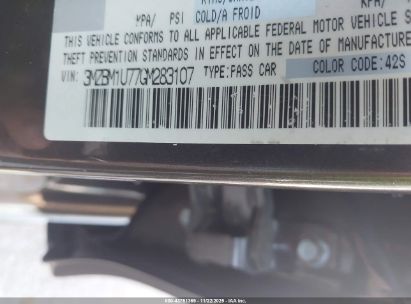 YPA/ PSI COLD/A FROID KPA/
THIS VEHICLE CONFORMS TO ALL APPLICABLE FEDERAL MOTOR VEHICLE S
THEFT PREVENTION STANDARDS IN EFFECT ON THE DATE OF MANUFACTURE
VIN: 3MZBM1U77GM283107 TYPE:PASS CAR COLOR CODE:42S